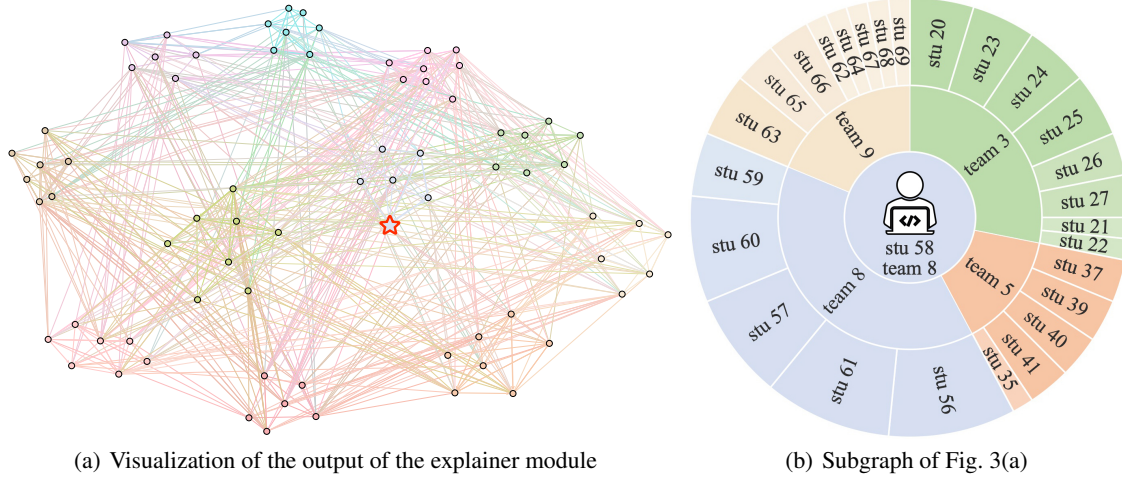 stu 20
stu 23
stu 24
stu 25
stu 26
stu 27
stu 21
stu 22
stu 37
stu 39
stu 40
stu 41
stu 35
stu 56
stu 61
stu 57
stu 60
stu 59
stu 63
stu 65
stu 66
stu 62
stu 64
stu 67
stu 68
stu 69
team 3
team 5
team 8
team 9
</>
stu 58
team 8
(a) Visualization of the output of the explainer module
(b) Subgraph of Fig. 3(a)